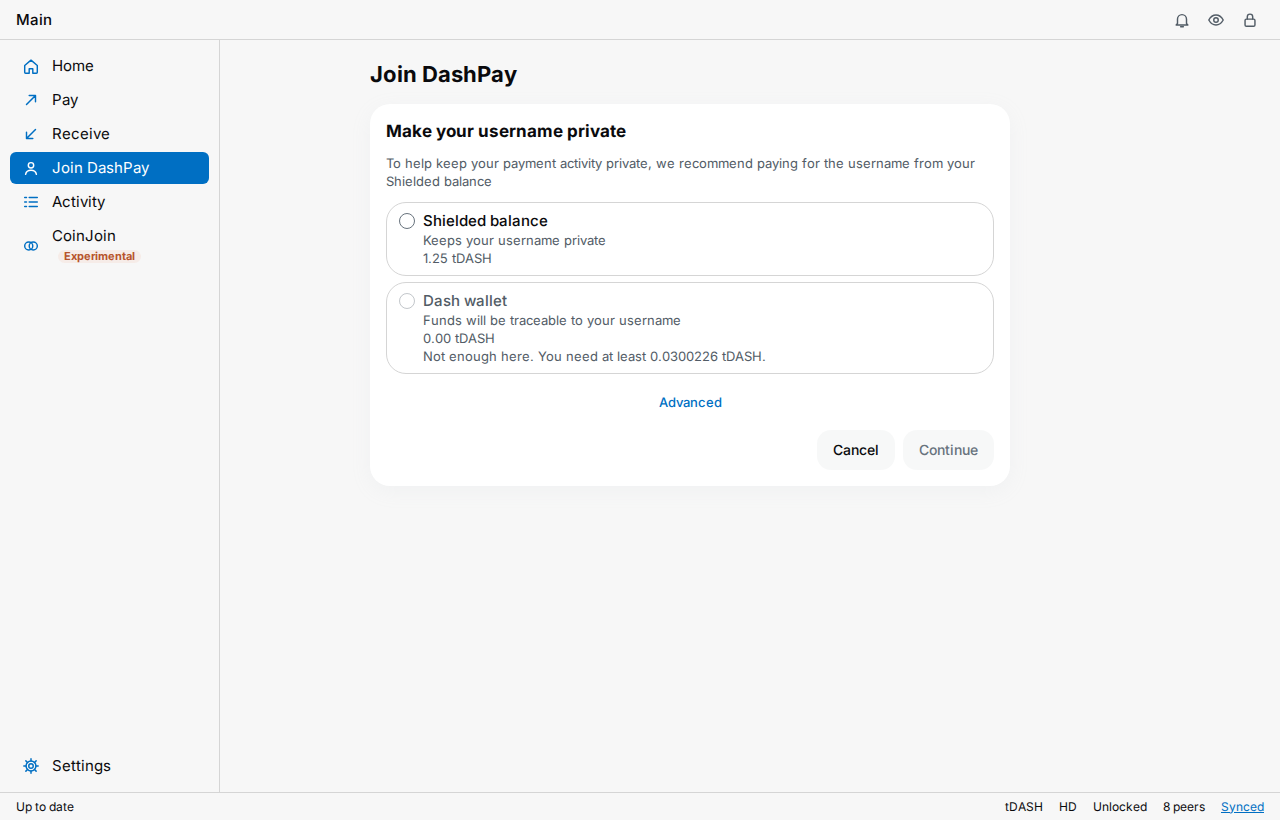 Main
Home
Pay
Receive
Join DashPay
Activity
CoinJoin
Experimental
Settings
Join DashPay
Make your username private
To help keep your payment activity private, we recommend paying for the username from your
Shielded balance
Shielded balance
Keeps your username private
1.25 tDASH
Dash wallet
Funds will be traceable to your username
0.00 tDASH
Not enough here. You need at least 0.0300226 tDASH.
Advanced
Cancel
Continue
Up to date
tDASH
HD
Unlocked
8 peers
Synced